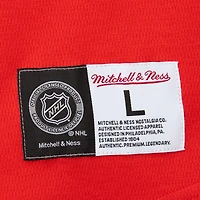 NHL
@NHL
Mitchell & Ness
Mitchell & Ness
L
MITCHELL & NESS NOSTALGIA CO.
AUTHENTIC LICENSED APPAREL
DESIGNED IN PHILADELPHIA, PA
ESTABLISHED 1904
AUTHENTIC. PREMIUM. LEGENDARY.